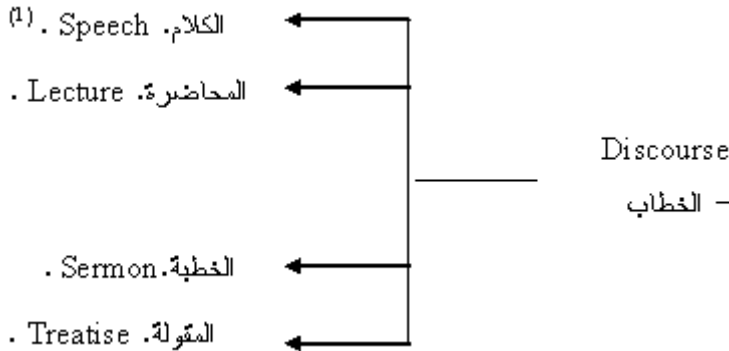 الكلام. Speech . (1)
المحاضرة. Lecture .
Discourse
– الخطاب
الخطبة. Sermon .
المقولة. Treatise .